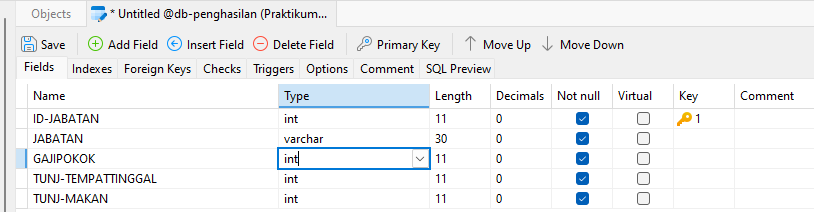 Objects * Untitled @db-penghasilan (Praktikum...
Save Add Field Insert Field Delete Field Primary Key Move Up Move Down
Fields Indexes Foreign Keys Checks Triggers Options Comment SQL Preview
Name Type Length Decimals Not null Virtual Key Comment
ID-JABATAN int 11 0 1
JABATAN varchar 30 0
GAJIPOKOK int 11 0
TUNJ-TEMPATTINGGAL int 11 0
TUNJ-MAKAN int 11 0